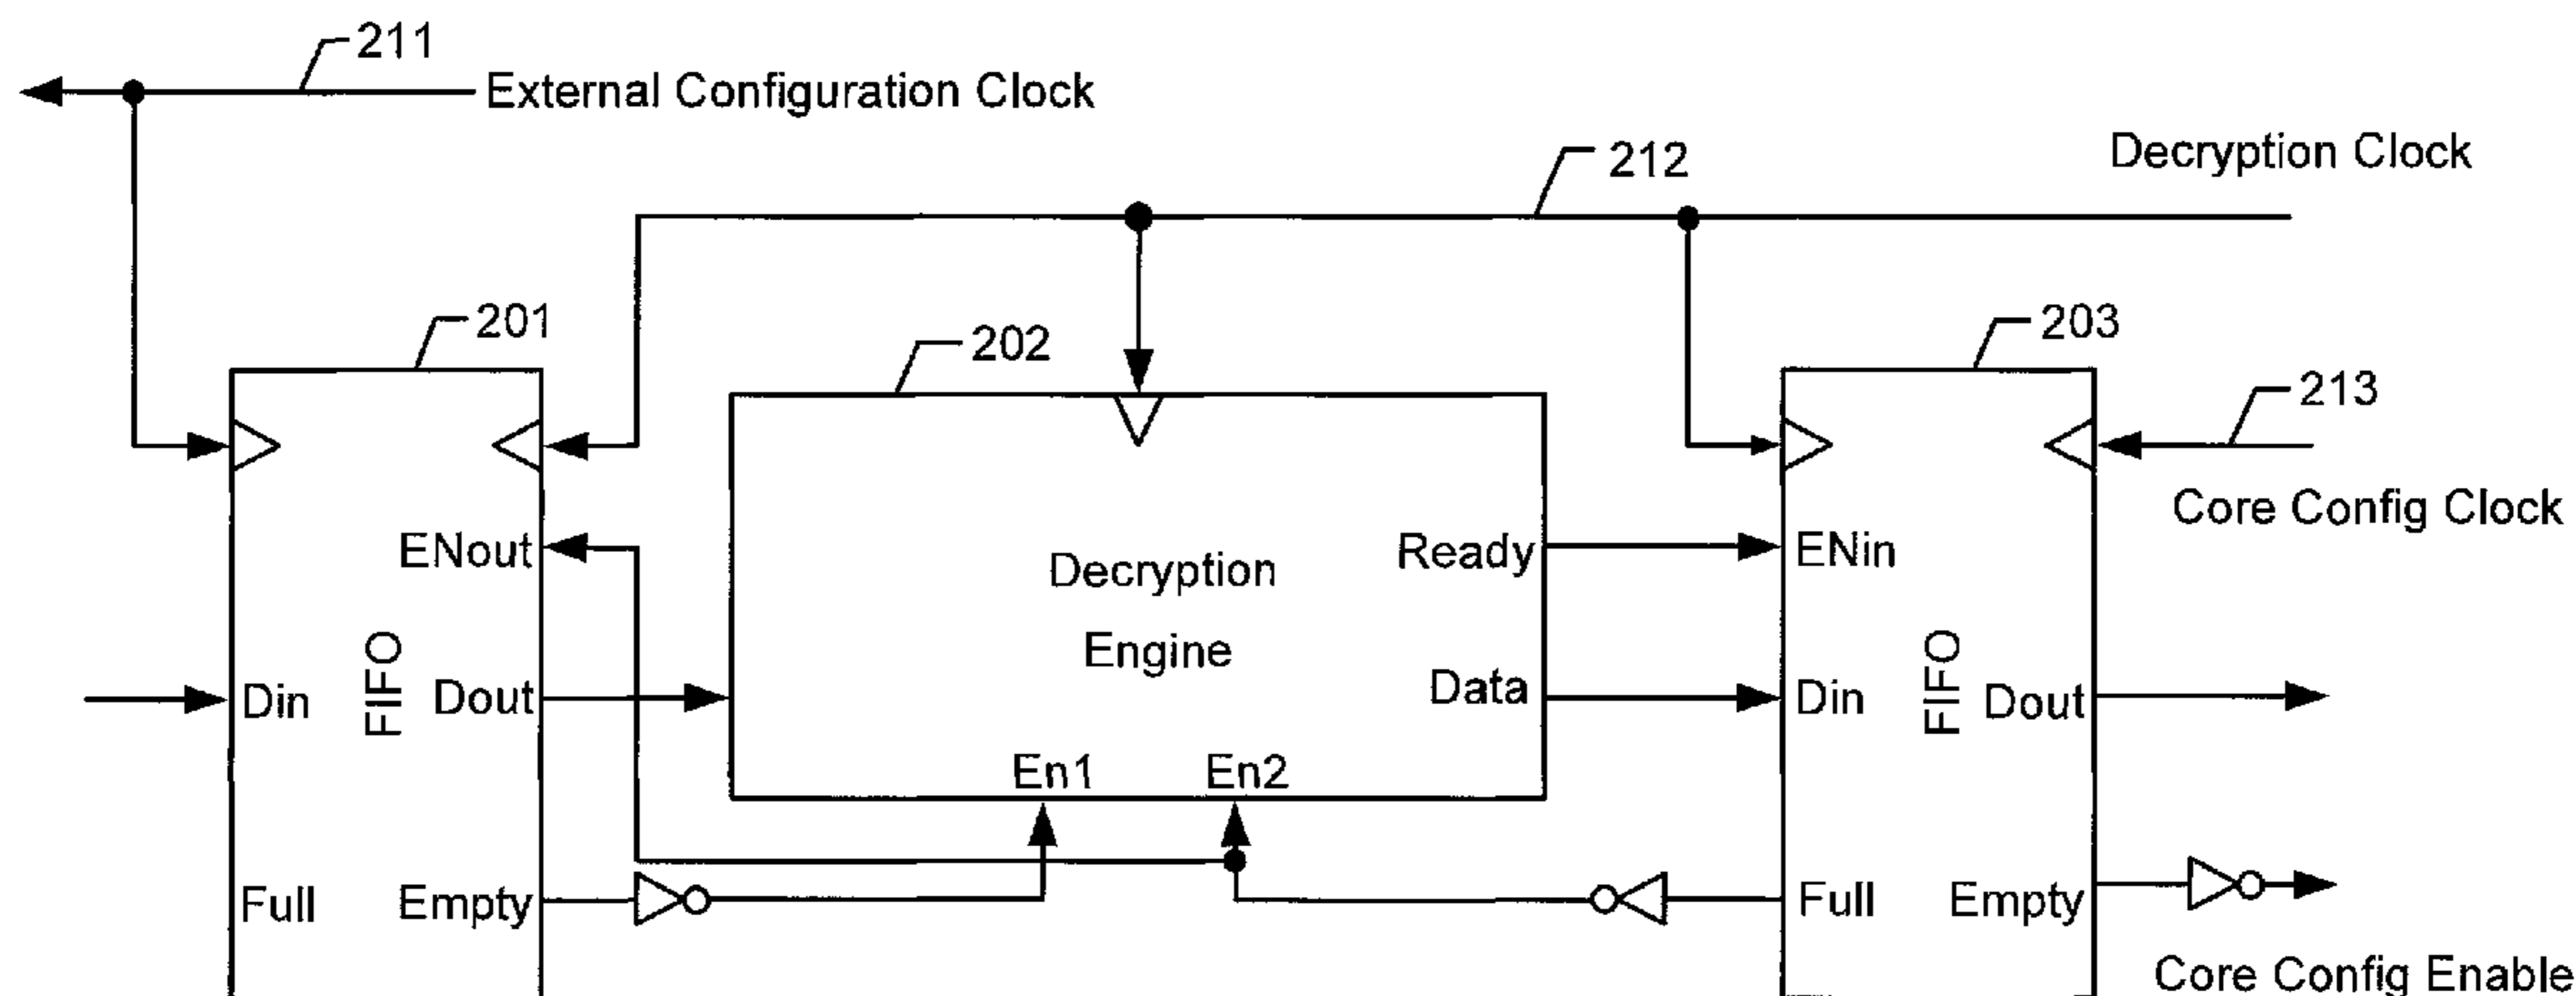 211
External Configuration Clock
Decryption Clock
212
201
202
203
213
Core Config Clock
ENout
Ready
ENin
Decryption
Engine
Din
FIFO
Dout
Data
Din
FIFO
Dout
En1
En2
Full
Empty
Full
Empty
Core Config Enable